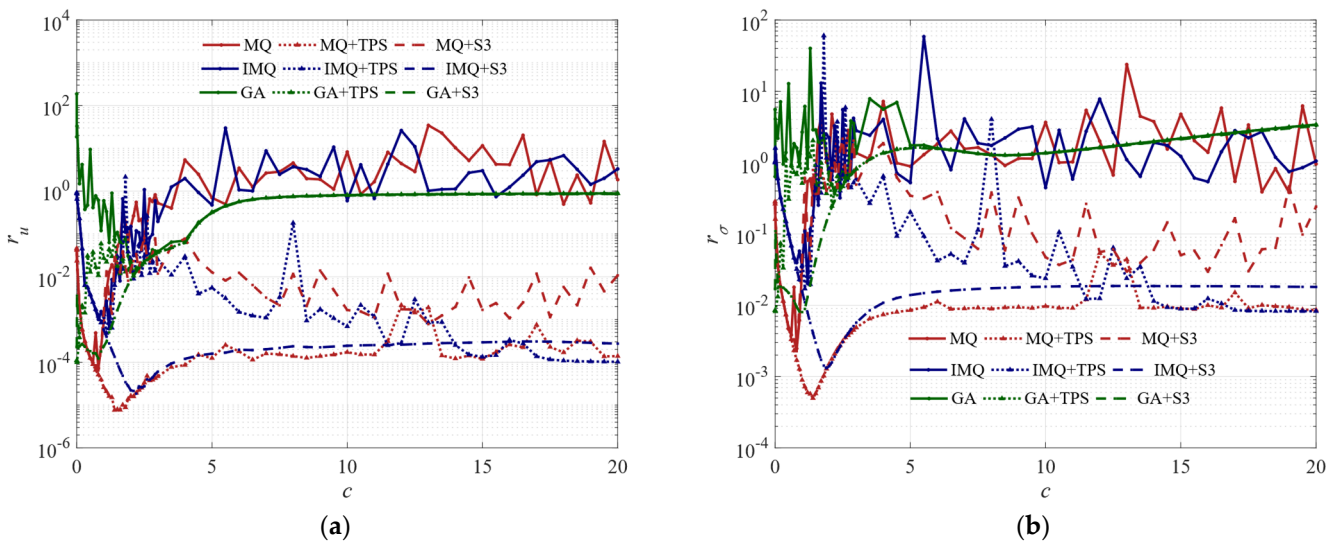 10^4
10^2
10^0
10^-2
10^-4
10^-6
r_u
MQ MQ+TPS MQ+S3
IMQ IMQ+TPS IMQ+S3
GA GA+TPS GA+S3
0 5 10 15 20
c
(a)
10^2
10^1
10^0
10^-1
10^-2
10^-3
10^-4
r_σ
MQ MQ+TPS MQ+S3
IMQ IMQ+TPS IMQ+S3
GA GA+TPS GA+S3
0 5 10 15 20
c
(b)